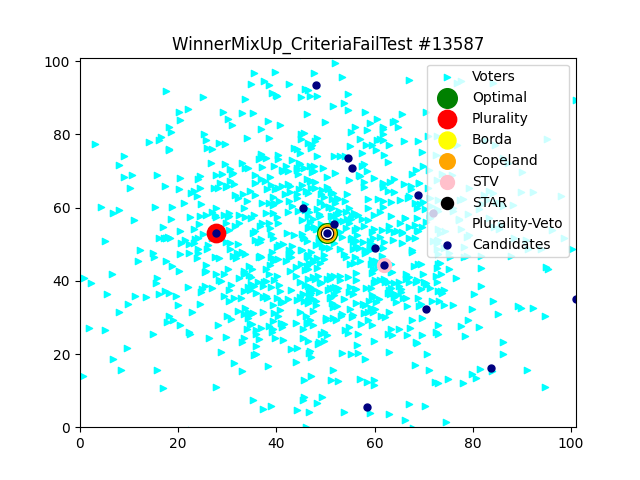 WinnerMixUp_CriteriaFailTest #13587
100
80
60
40
20
0
0
20
40
60
80
100
Voters
Optimal
Plurality
Borda
Copeland
STV
STAR
Plurality-Veto
Candidates